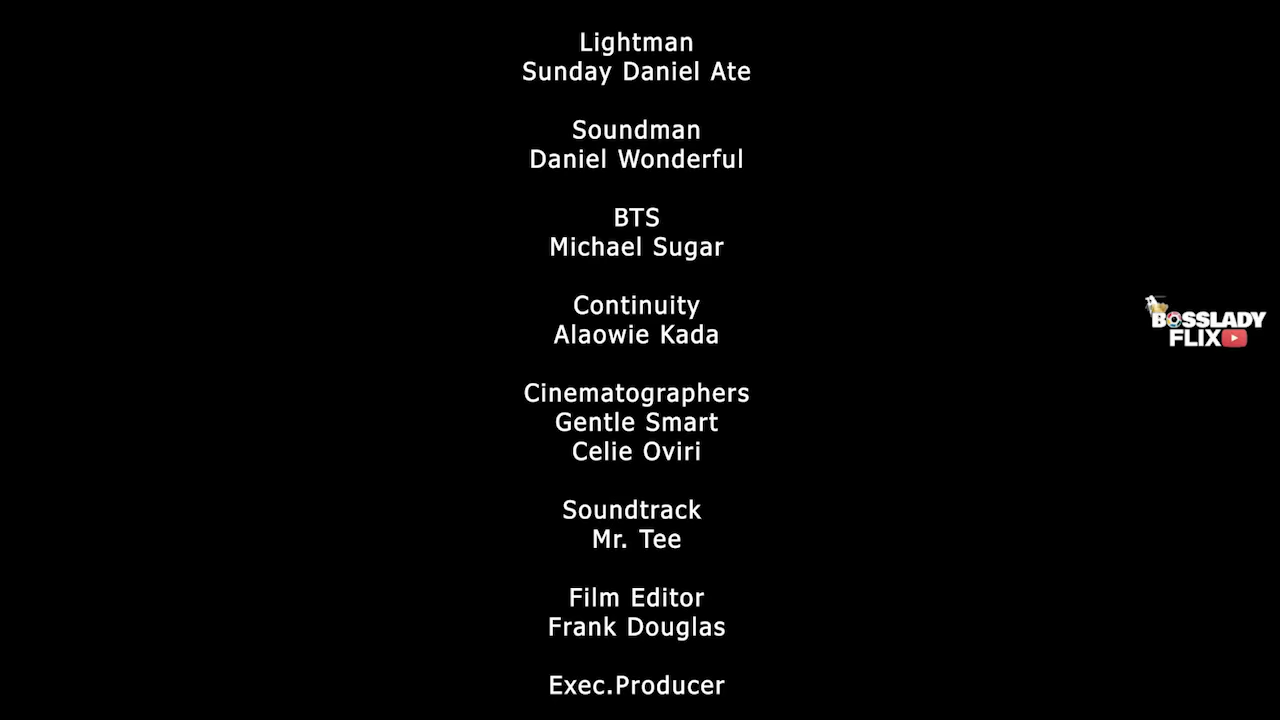 Lightman
Sunday Daniel Ate
Soundman
Daniel Wonderful
BTS
Michael Sugar
Continuity
Alaowie Kada
Cinematographers
Gentle Smart
Celie Oviri
Soundtrack
Mr. Tee
Film Editor
Frank Douglas
Exec.Producer
BOSSLADY
FLIX